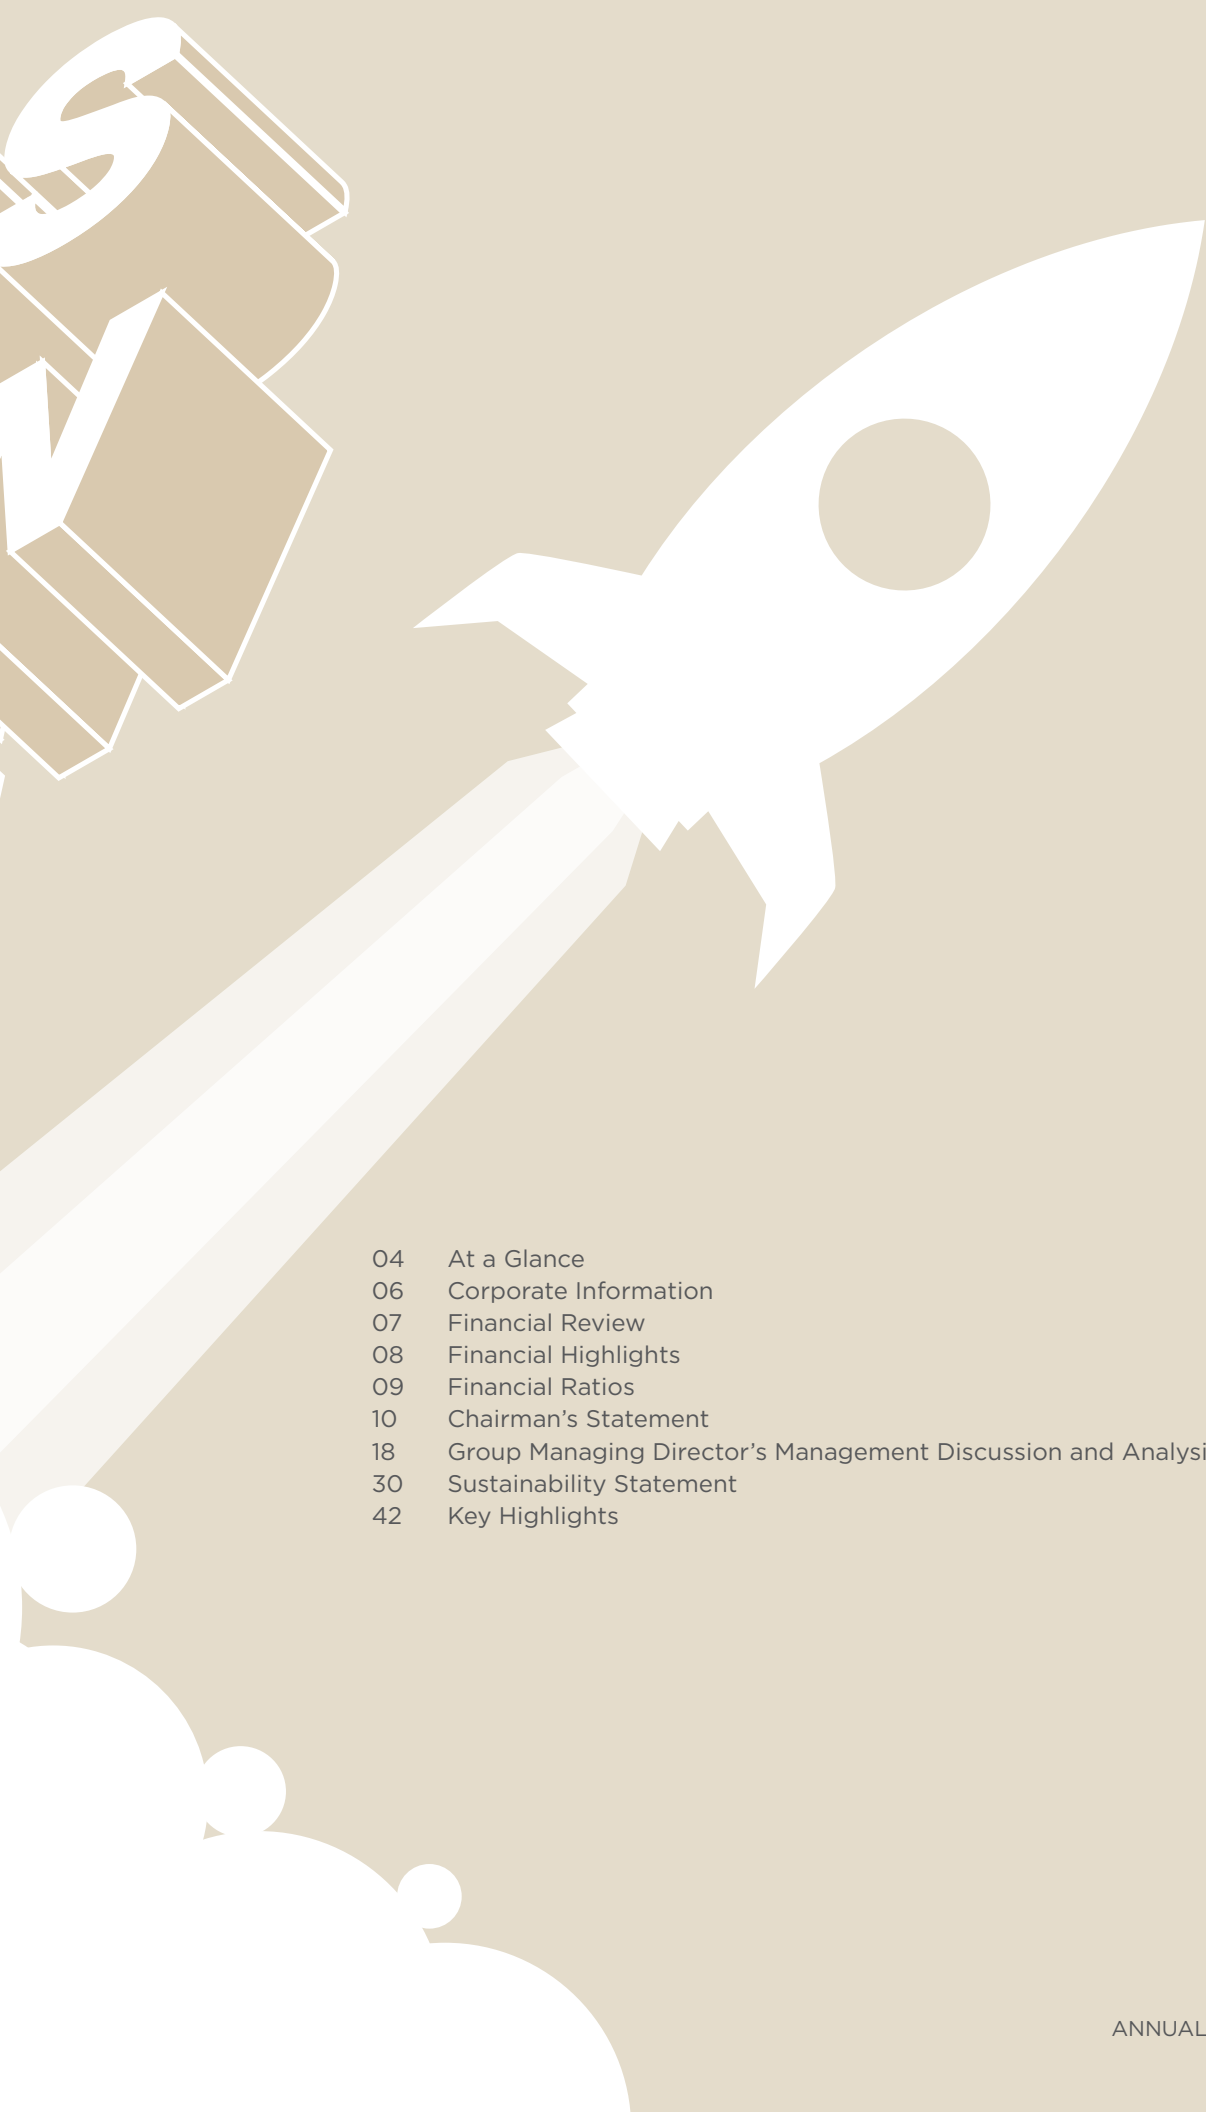 S
04 At a Glance
06 Corporate Information
07 Financial Review
08 Financial Highlights
09 Financial Ratios
10 Chairman’s Statement
18 Group Managing Director’s Management Discussion and Analysi
30 Sustainability Statement
42 Key Highlights
ANNUAL